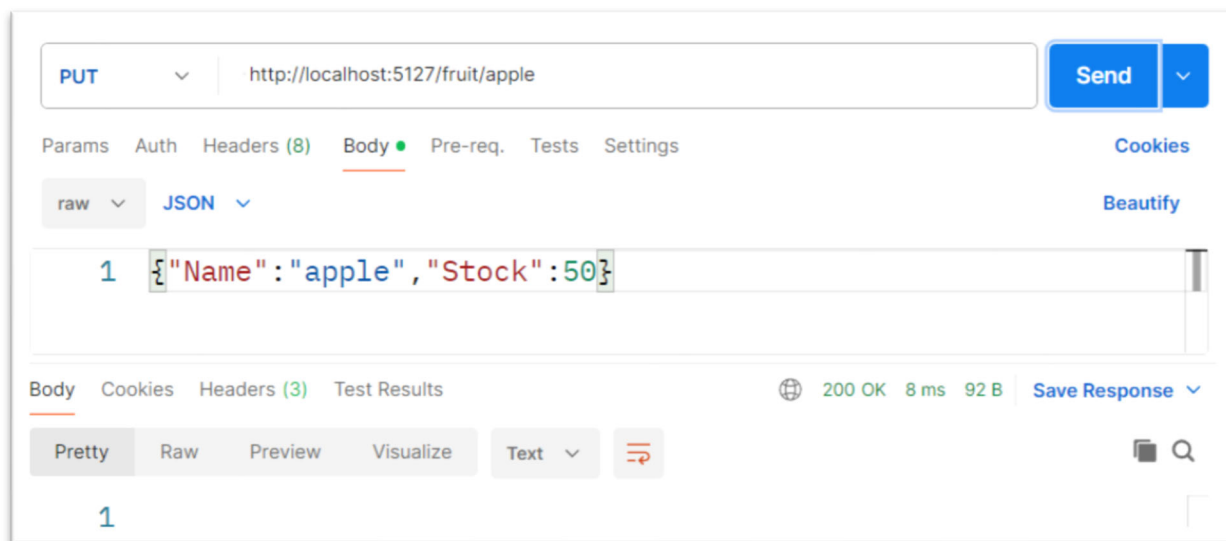 PUT http://localhost:5127/fruit/apple Send
Params Auth Headers (8) Body Pre-req. Tests Settings Cookies
raw JSON Beautify
1 {"Name":"apple","Stock":50}
Body Cookies Headers (3) Test Results 200 OK 8 ms 92 B Save Response
Pretty Raw Preview Visualize Text
1